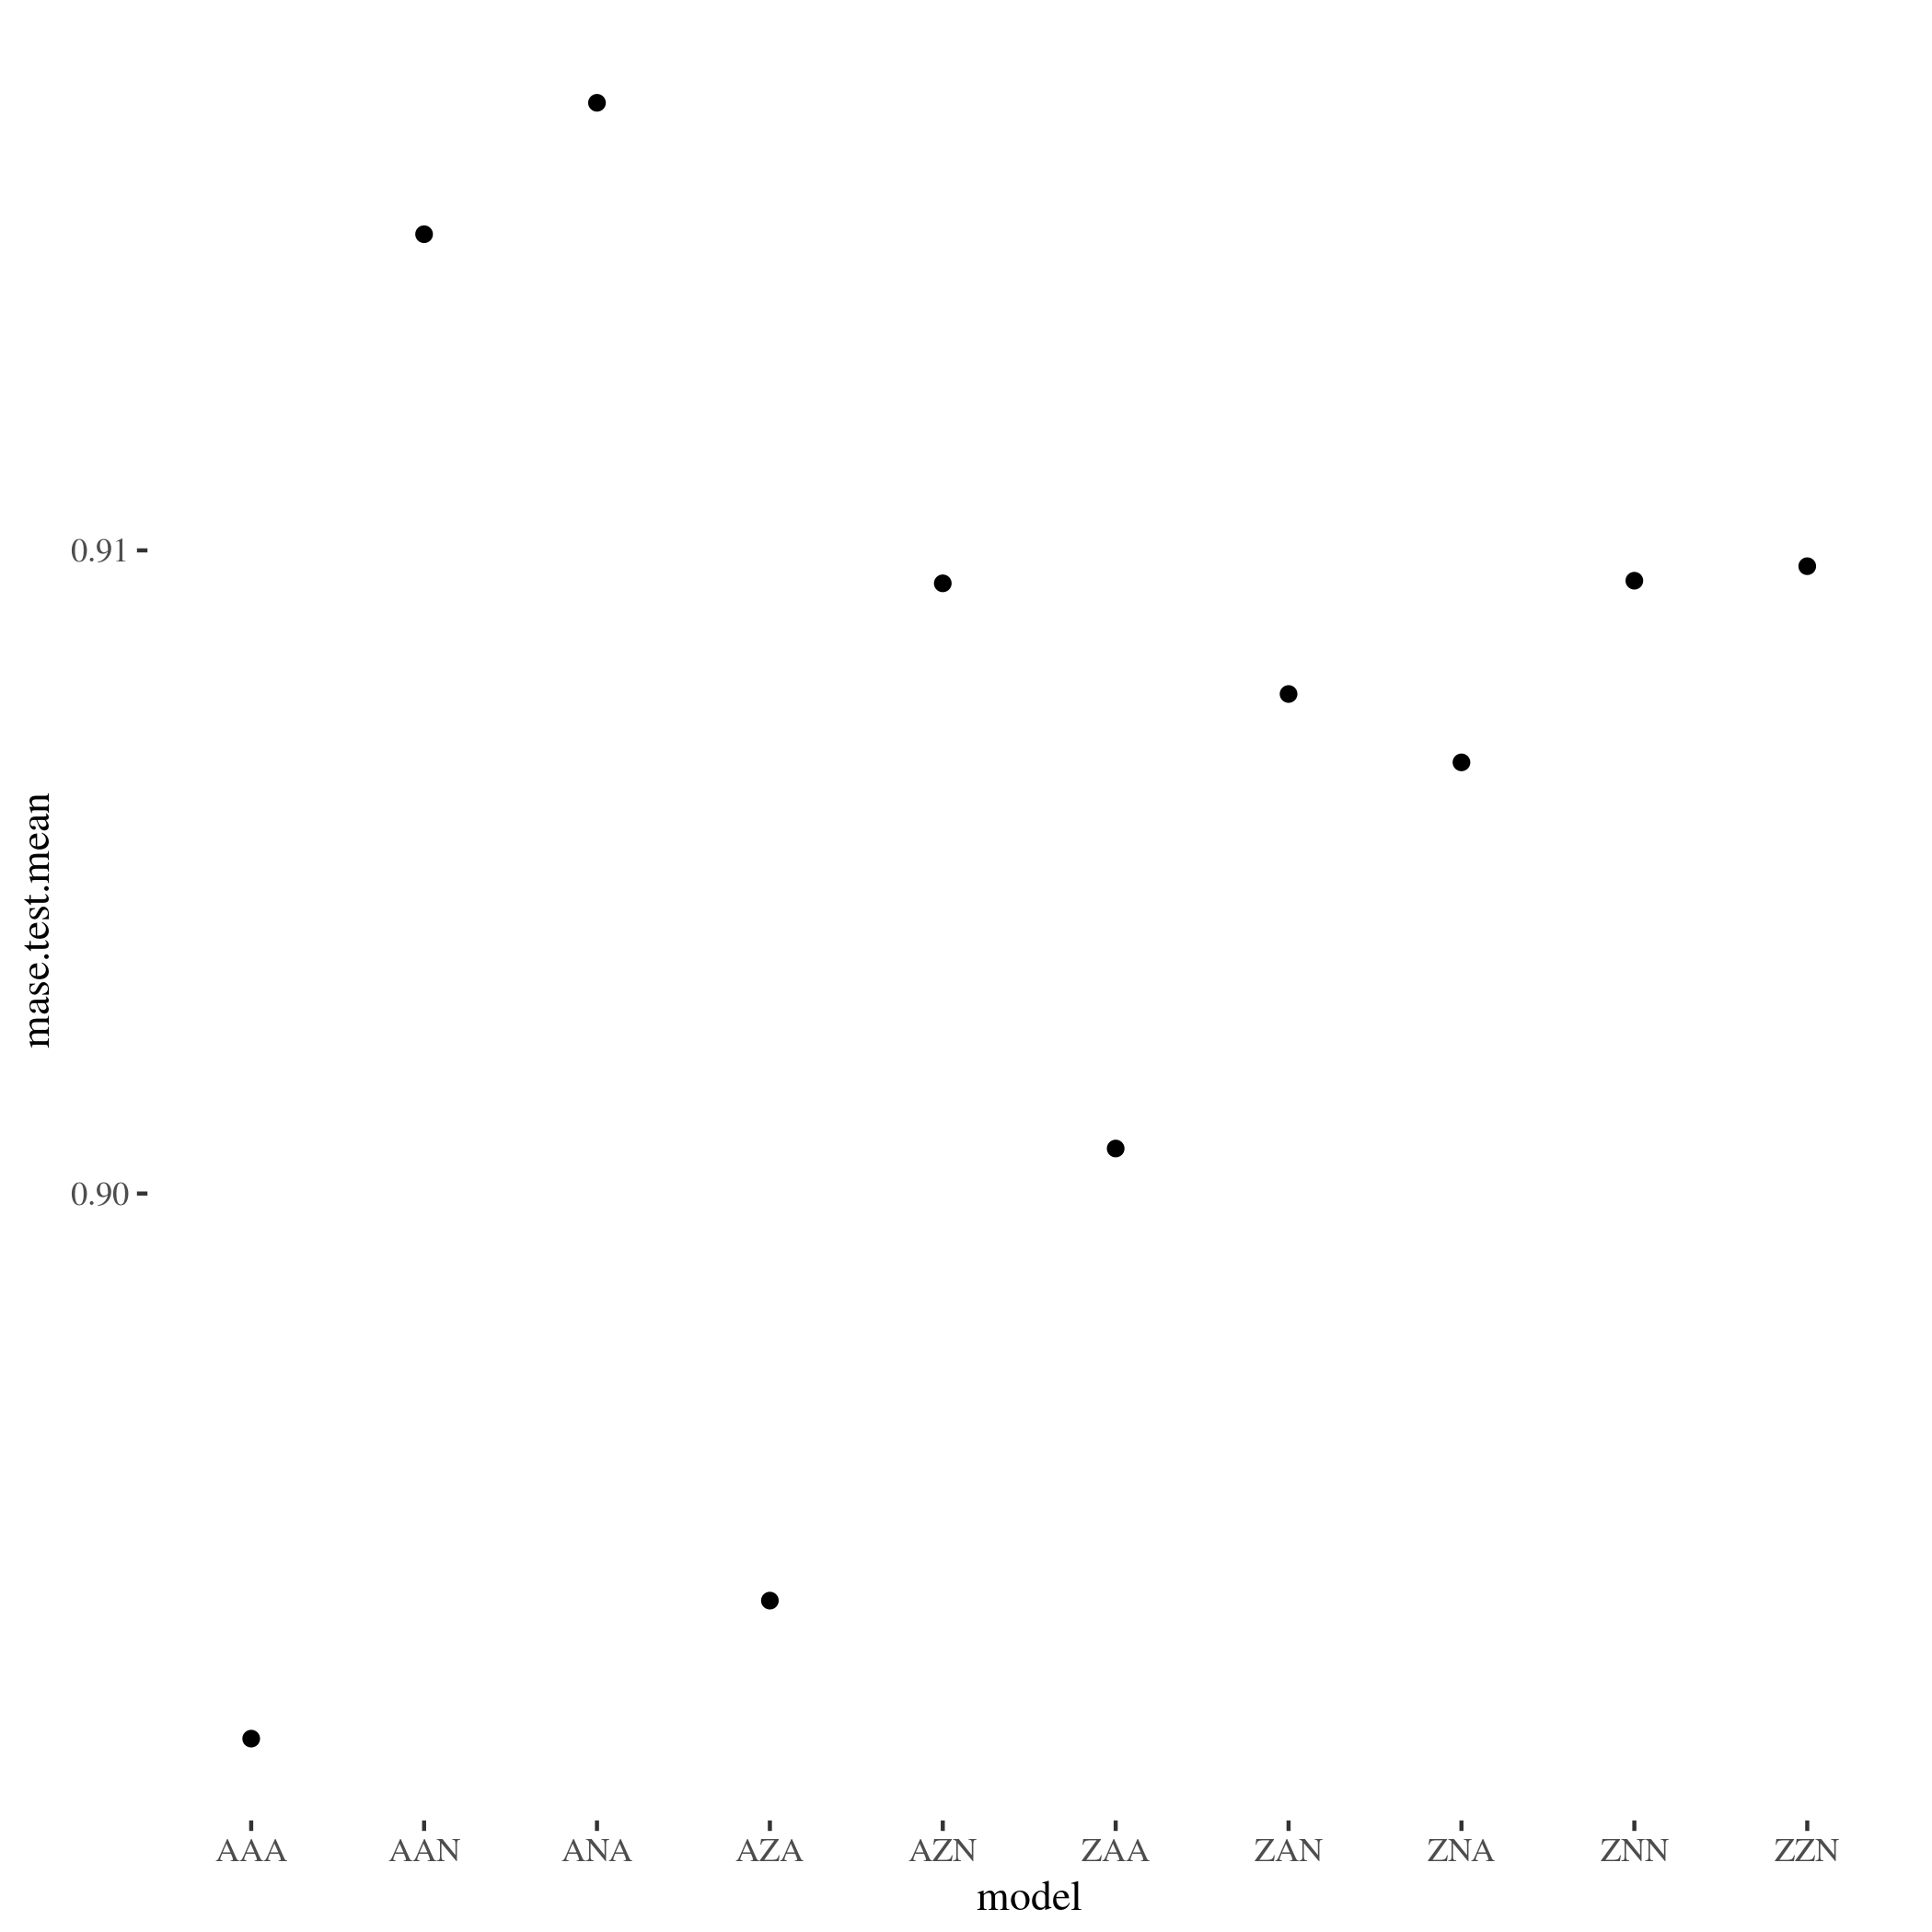 mase.test.mean
0.91
0.90
AAA AAN ANA AZA AZN ZAA ZAN ZNA ZNN ZZN
model